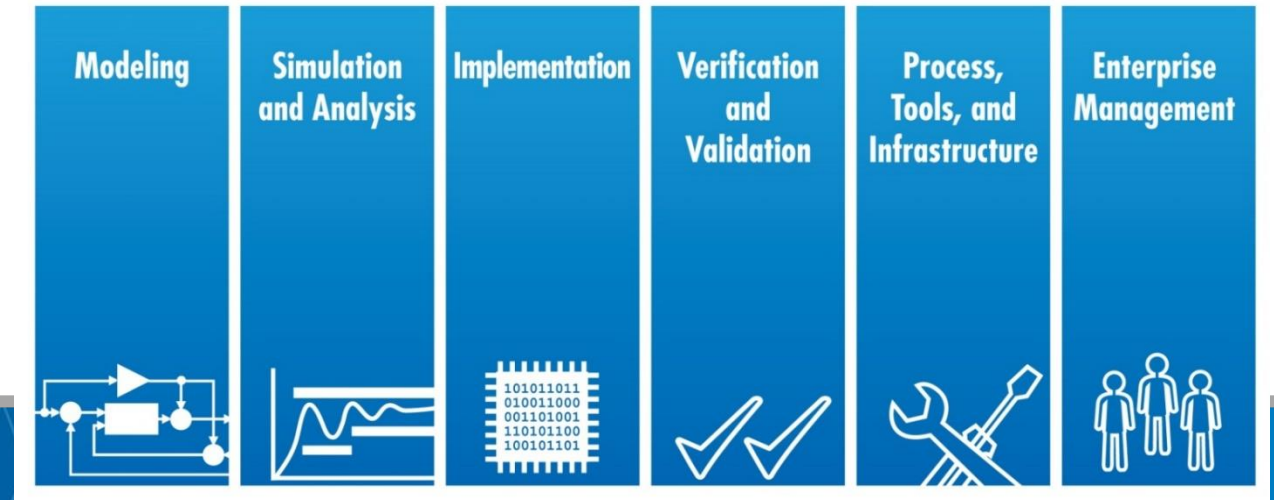 Modeling
Simulation
and Analysis
Implementation
Verification
and
Validation
Process,
Tools, and
Infrastructure
Enterprise
Management
101011011
010011000
001101001
110101100
100101101